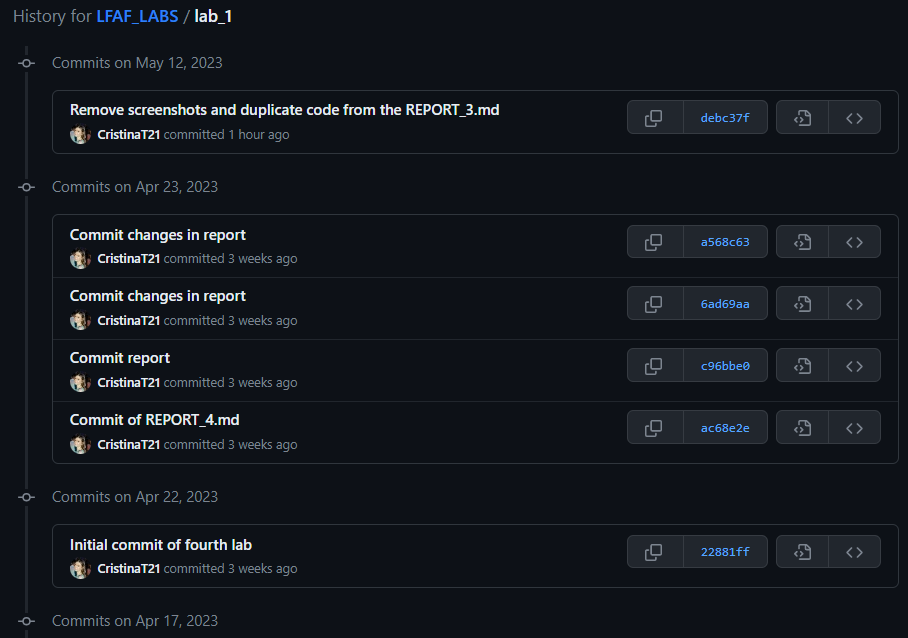 History for LFAF_LABS / lab_1
Commits on May 12, 2023
Remove screenshots and duplicate code from the REPORT_3.md
debc37f
CristinaT21 committed 1 hour ago
Commits on Apr 23, 2023
Commit changes in report
a568c63
CristinaT21 committed 3 weeks ago
Commit changes in report
6ad69aa
CristinaT21 committed 3 weeks ago
Commit report
c96bbe0
CristinaT21 committed 3 weeks ago
Commit of REPORT_4.md
ac68e2e
CristinaT21 committed 3 weeks ago
Commits on Apr 22, 2023
Initial commit of fourth lab
22881ff
CristinaT21 committed 3 weeks ago
Commits on Apr 17, 2023